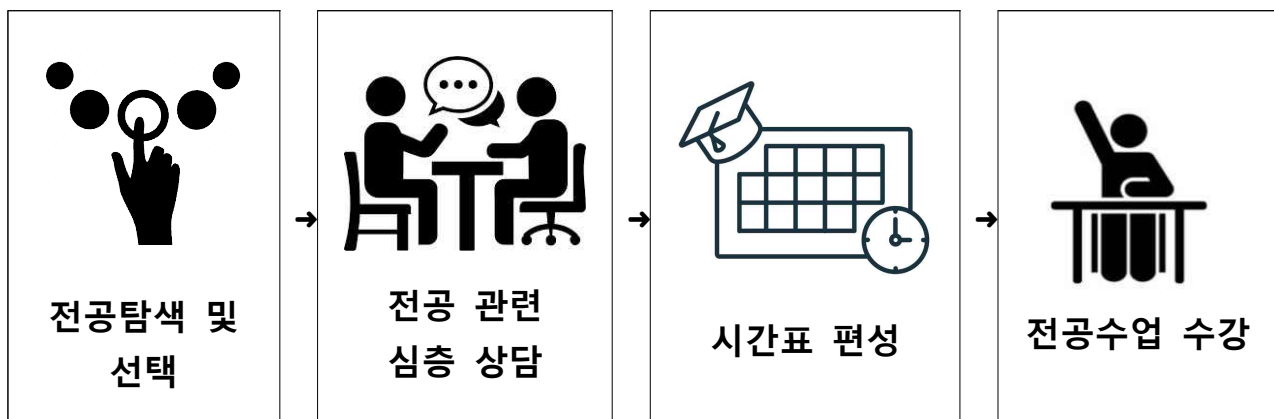 전공탐색 및
선택
전공 관련
심층 상담
시간표 편성
전공수업 수강